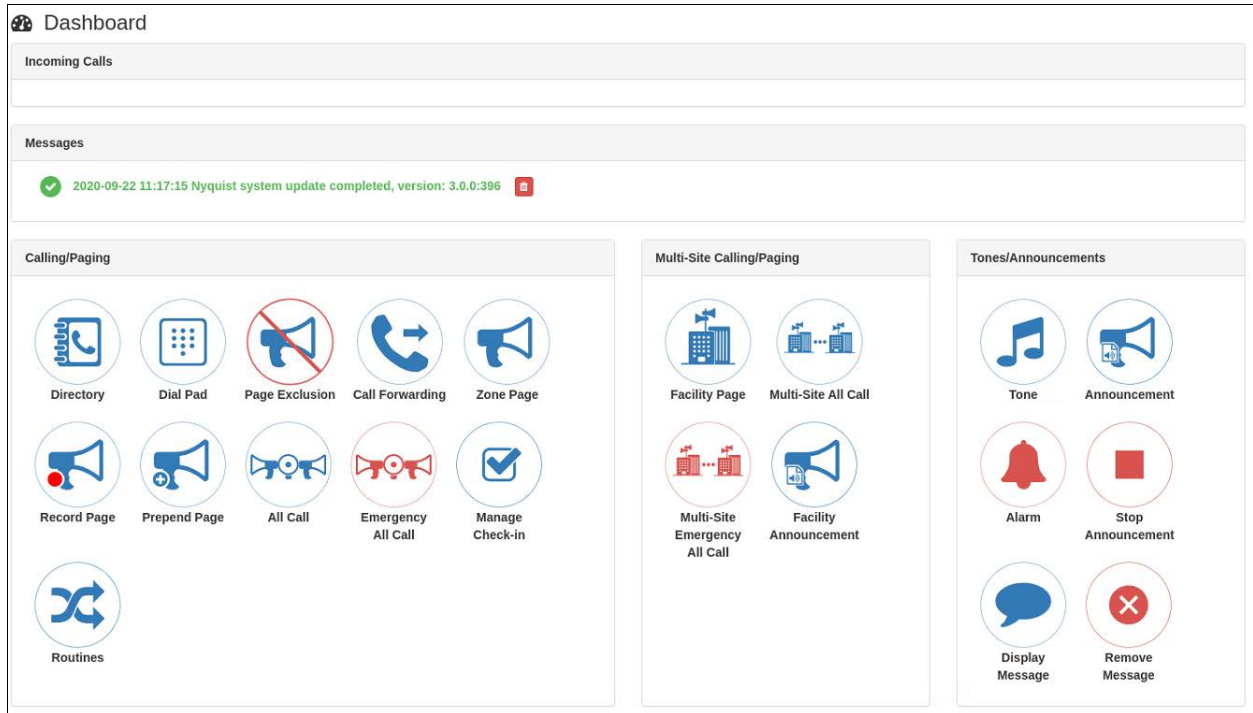 Dashboard
Incoming Calls
Messages
2020-09-22 11:17:15 Nyquist system update completed, version: 3.0.0:396
Calling/Paging
Directory
Dial Pad
Page Exclusion
Call Forwarding
Zone Page
Record Page
Prepend Page
All Call
Emergency
All Call
Manage
Check-in
Routines
Multi-Site Calling/Paging
Facility Page
Multi-Site All Call
Multi-Site
Emergency
All Call
Facility
Announcement
Tones/Announcements
Tone
Announcement
Alarm
Stop
Announcement
Display
Message
Remove
Message